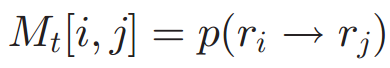 M_t[i, j] = p(r_i → r_j)